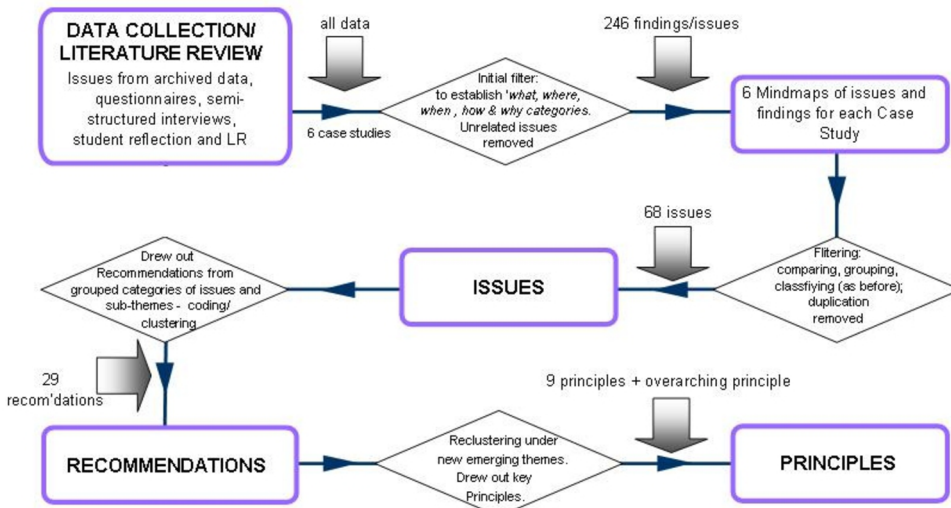 DATA COLLECTION/
LITERATURE REVIEW
Issues from archived data,
questionnaires, semi-
structured interviews,
student reflection and LR
all data
6 case studies
Initial filter:
to establish 'what, where,
when , how & why categories.
Unrelated issues
removed
246 findings/issues
6 Mindmaps of issues and
findings for each Case
Study
Flitering:
comparing, grouping,
classfiying (as before);
duplication
removed
68 issues
ISSUES
Drew out
Recommendations from
grouped categories of issues and
sub-themes - coding/
clustering
29
recom'dations
RECOMMENDATIONS
Reclustering under
new emerging themes.
Drew out key
Principles.
9 principles + overarching principle
PRINCIPLES